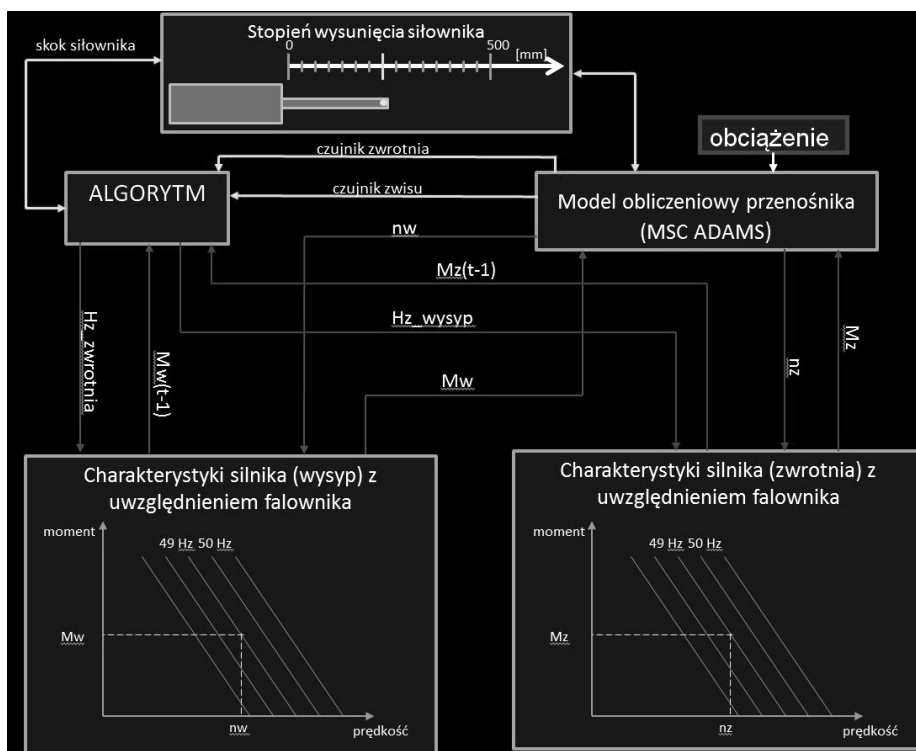 Stopień wysunięcia siłownika
skok siłownika
0
500
[mm]
obciążenie
czujnik zwrotnia
czujnik zwisu
ALGORYTM
Model obliczeniowy przenośnika
(MSC ADAMS)
nw
Mz(t-1)
Hz_wysyp
Mw
Hz_zwrotnia
Mw(t-1)
nz
Mz
Charakterystyki silnika (wysyp) z
uwzględnieniem falownika
moment
49 Hz 50 Hz
Mw
nw
prędkość
Charakterystyki silnika (zwrotnia) z
uwzględnieniem falownika
moment
49 Hz 50 Hz
Mz
nz
prędkość